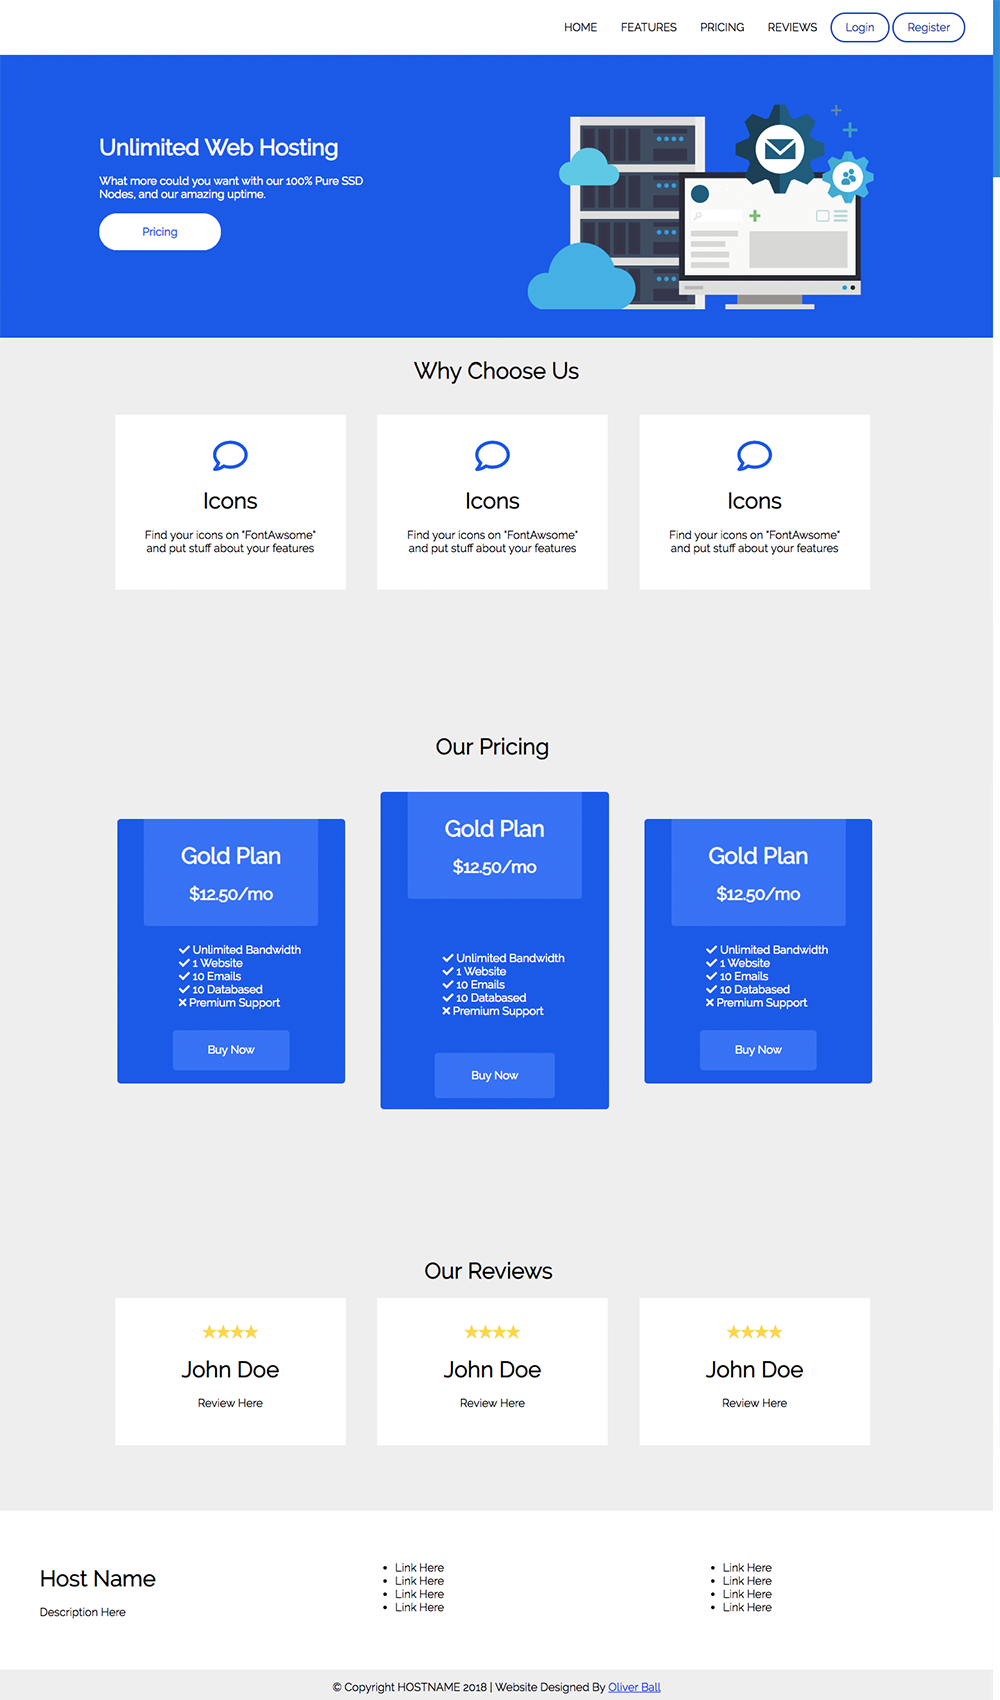 HOME FEATURES PRICING REVIEWS Login Register
Unlimited Web Hosting
What more could you want with our 100% Pure SSD
Nodes, and our amazing uptime.
Pricing
Why Choose Us
Icons
Find your icons on "FontAwsome"
and put stuff about your features
Icons
Find your icons on "FontAwsome"
and put stuff about your features
Icons
Find your icons on "FontAwsome"
and put stuff about your features
Our Pricing
Gold Plan
$12.50/mo
Unlimited Bandwidth
1 Website
10 Emails
10 Databased
Premium Support
Buy Now
Gold Plan
$12.50/mo
Unlimited Bandwidth
1 Website
10 Emails
10 Databased
Premium Support
Buy Now
Gold Plan
$12.50/mo
Unlimited Bandwidth
1 Website
10 Emails
10 Databased
Premium Support
Buy Now
Our Reviews
John Doe
Review Here
John Doe
Review Here
John Doe
Review Here
Host Name
Description Here
Link Here
Link Here
Link Here
Link Here
Link Here
Link Here
Link Here
Link Here
© Copyright HOSTNAME 2018 | Website Designed By Oliver Ball